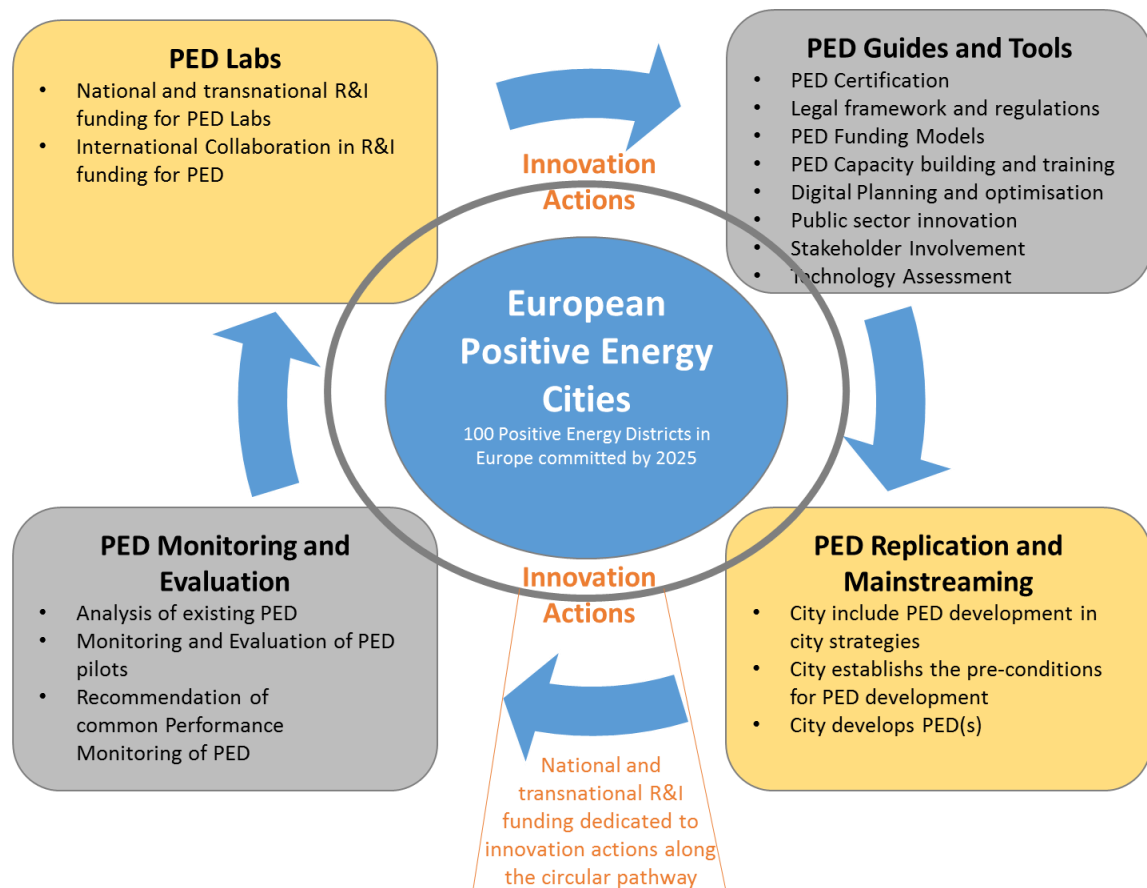 PED Labs
• National and transnational R&I
funding for PED Labs
• International Collaboration in R&I
funding for PED
Innovation
Actions
PED Guides and Tools
• PED Certification
• Legal framework and regulations
• PED Funding Models
• PED Capacity building and training
• Digital Planning and optimisation
• Public sector innovation
• Stakeholder Involvement
• Technology Assessment
European
Positive Energy
Cities
100 Positive Energy Districts in
Europe committed by 2025
PED Monitoring and
Evaluation
• Analysis of existing PED
• Monitoring and Evaluation of PED
pilots
• Recommendation of
common Performance
Monitoring of PED
Innovation
Actions
PED Replication and
Mainstreaming
• City include PED development in
city strategies
• City establishs the pre-conditions
for PED development
• City develops PED(s)
National and
transnational R&I
funding dedicated to
innovation actions along
the circular pathway